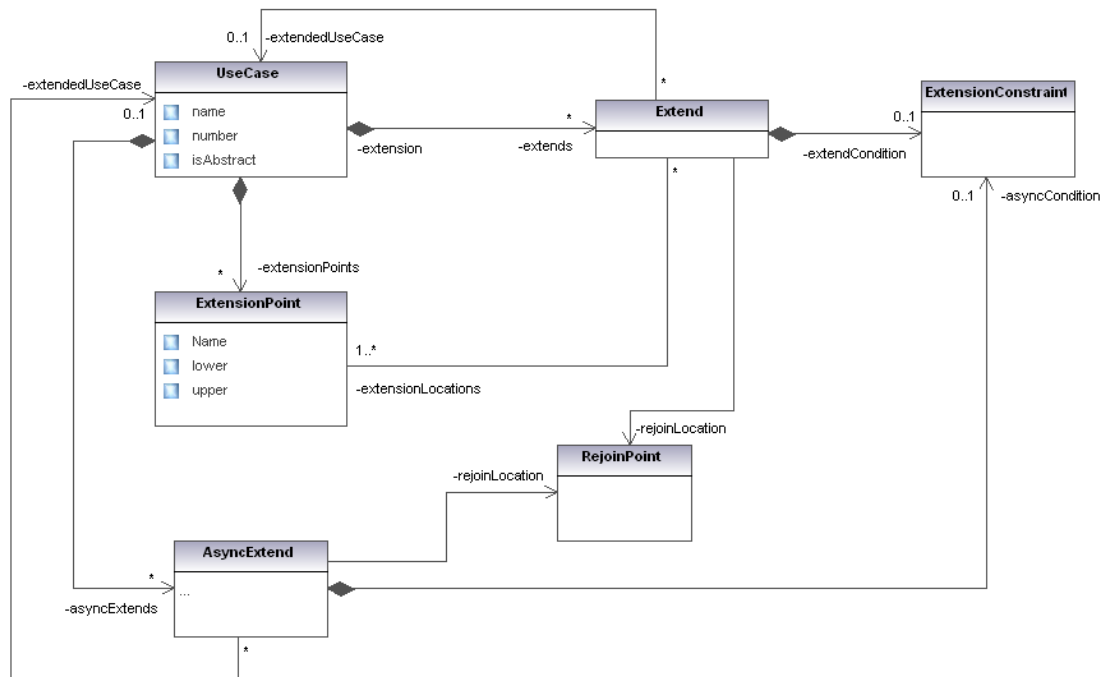 0..1 -extendedUseCase
UseCase
-extendedUseCase
0..1
name
number
isAbstract
-extension
*
*
-extends
Extend
*
-extendCondition
0..1
ExtensionConstraint
0..1 -asyncCondition
* -extensionPoints
ExtensionPoint
Name
lower
upper
1..*
-extensionLocations
-rejoinLocation
RejoinPoint
-rejoinLocation
AsyncExtend
...
*
-asyncExtends
*